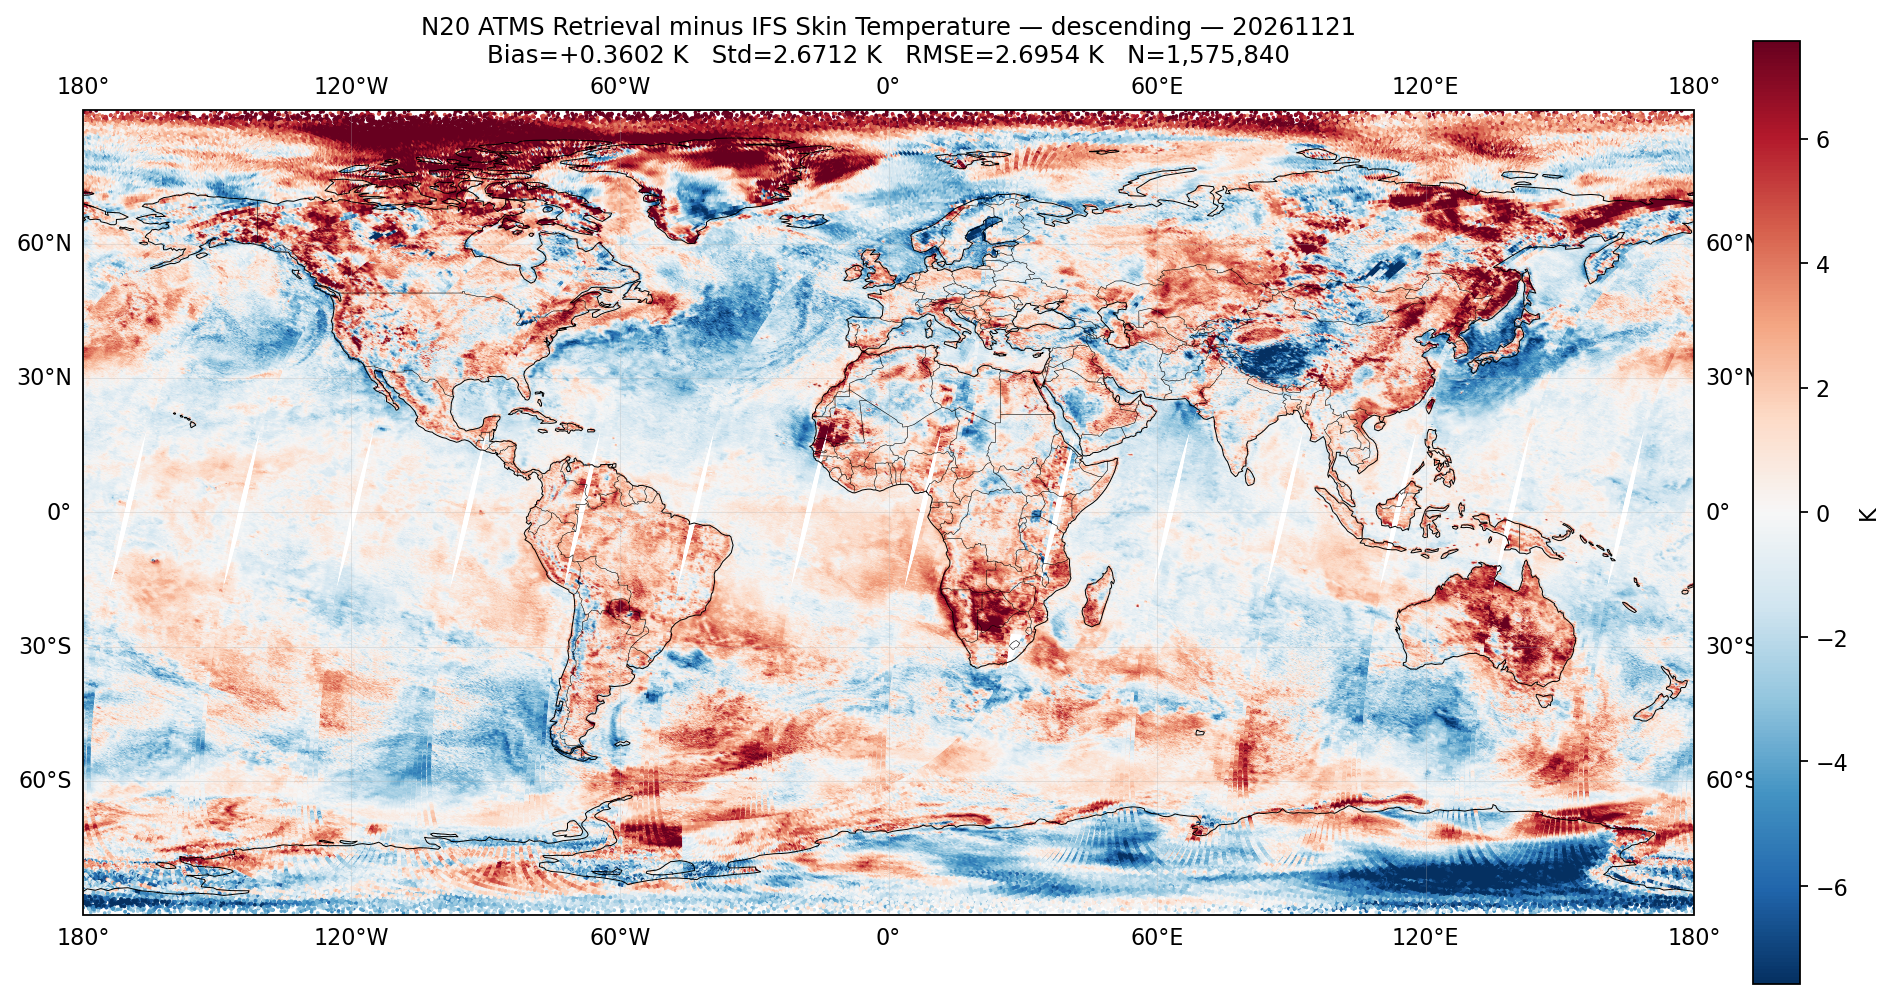 N20 ATMS Retrieval minus IFS Skin Temperature — descending — 20261121
Bias=+0.3602 K   Std=2.6712 K   RMSE=2.6954 K   N=1,575,840
180° 120°W 60°W 0° 60°E 120°E 180°
60°N 60°N
30°N 30°N
0° 0°
30°S 30°S
60°S 60°S
180° 120°W 60°W 0° 60°E 120°E 180°
6
4
2
0
−2
−4
−6
K